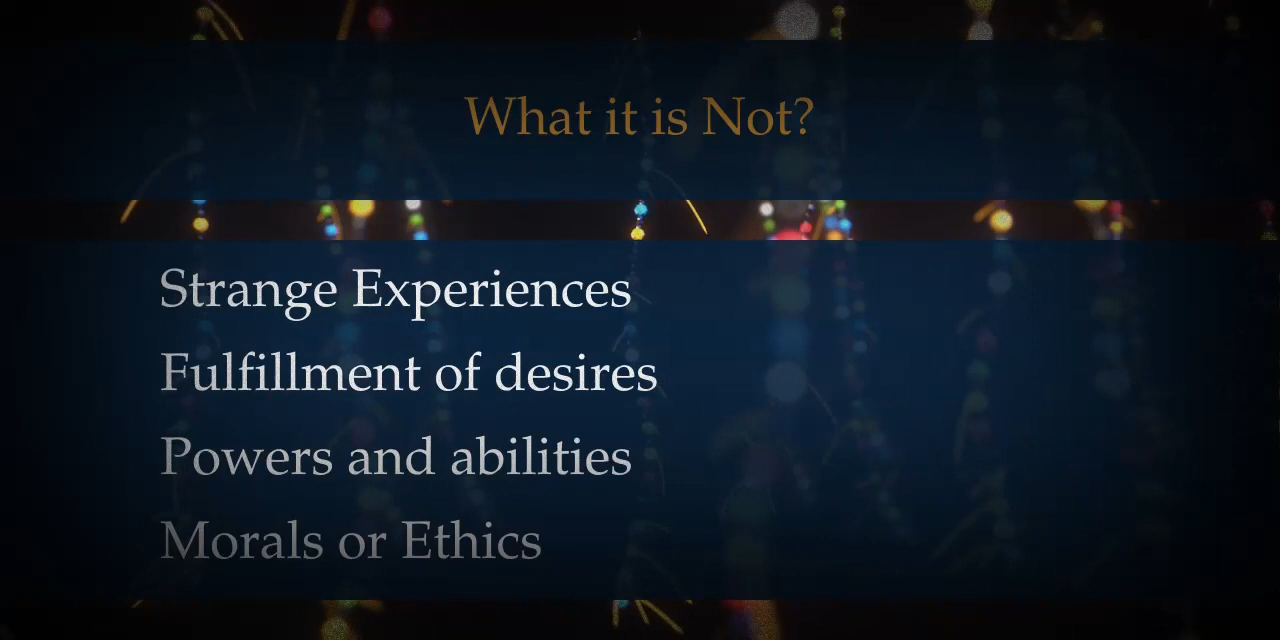 What it is Not?
Strange Experiences
Fulfillment of desires
Powers and abilities
Morals or Ethics